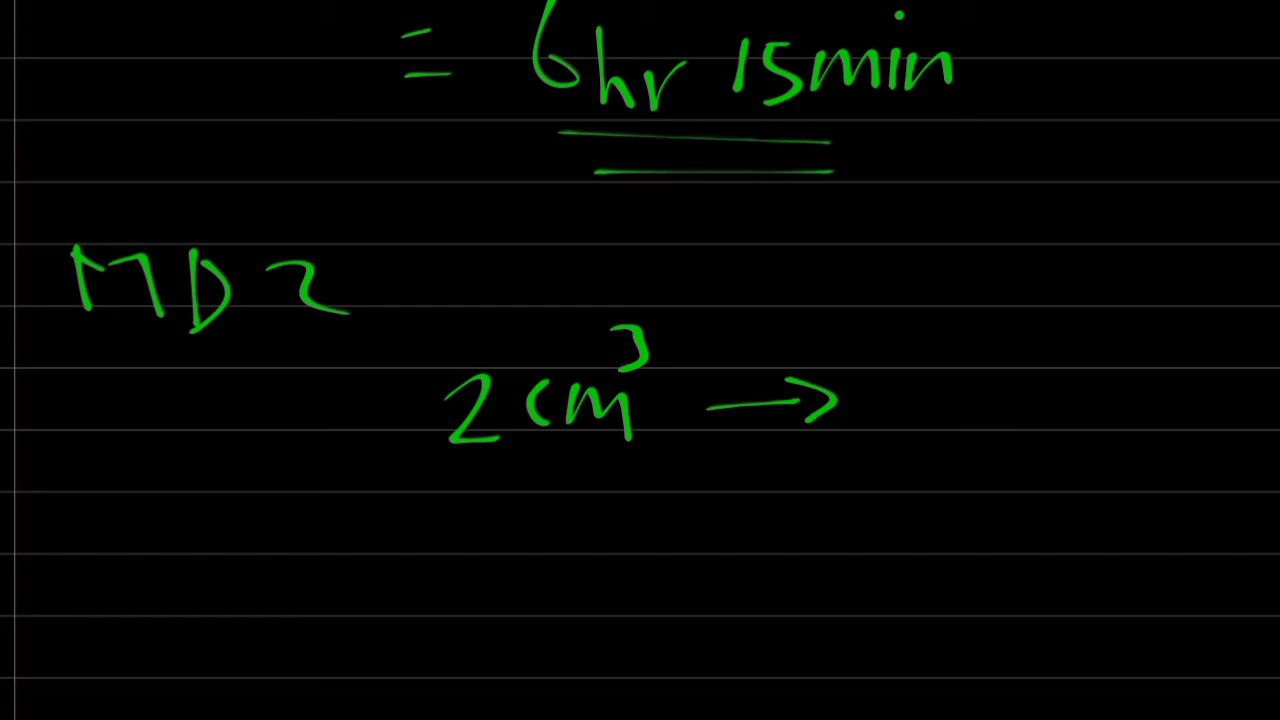 = 6hr 15min
MD2
2cm³ →